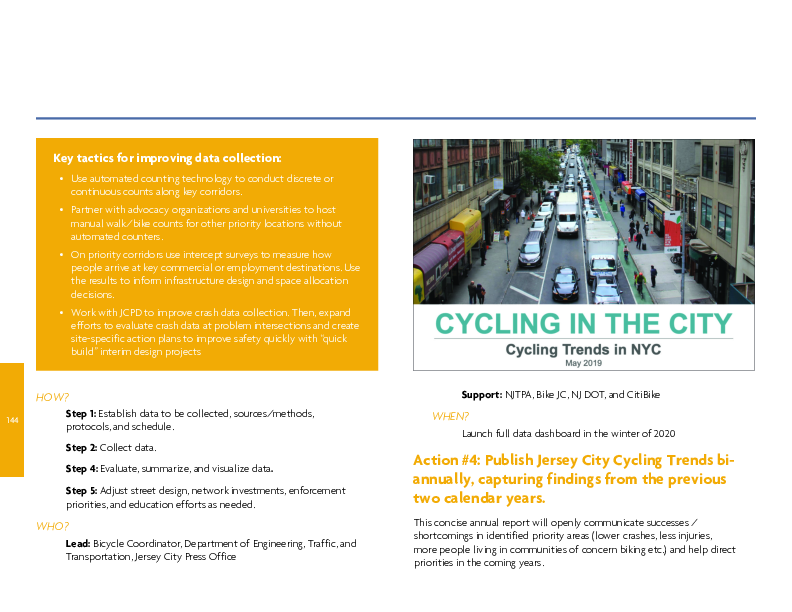 Key tactics for improving data collection:
• Use automated counting technology to conduct discrete or
continuous counts along key corridors.
• Partner with advocacy organizations and universities to host
manual walk/bike counts for other priority locations without
automated counters.
• On priority corridors use intercept surveys to measure how
people arrive at key commercial or employment destinations. Use
the results to inform infrastructure design and space allocation
decisions.
• Work with JCPD to improve crash data collection. Then, expand
efforts to evaluate crash data at problem intersections and create
site-specific action plans to improve safety quickly with "quick
build" interim design projects
144
HOW?
Step 1: Establish data to be collected, sources/methods,
protocols, and schedule.
Step 2: Collect data.
Step 4: Evaluate, summarize, and visualize data.
Step 5: Adjust street design, network investments, enforcement
priorities, and education efforts as needed.
WHO?
Lead: Bicycle Coordinator, Department of Engineering, Traffic, and
Transportation, Jersey City Press Office
CYCLING IN THE CITY
Cycling Trends in NYC
May 2019
Support: NJTPA, Bike JC, NJ DOT, and CitiBike
WHEN?
Launch full data dashboard in the winter of 2020
Action #4: Publish Jersey City Cycling Trends bi-
annually, capturing findings from the previous
two calendar years.
This concise annual report will openly communicate successes /
shortcomings in identified priority areas (lower crashes, less injuries,
more people living in communities of concern biking etc.) and help direct
priorities in the coming years.